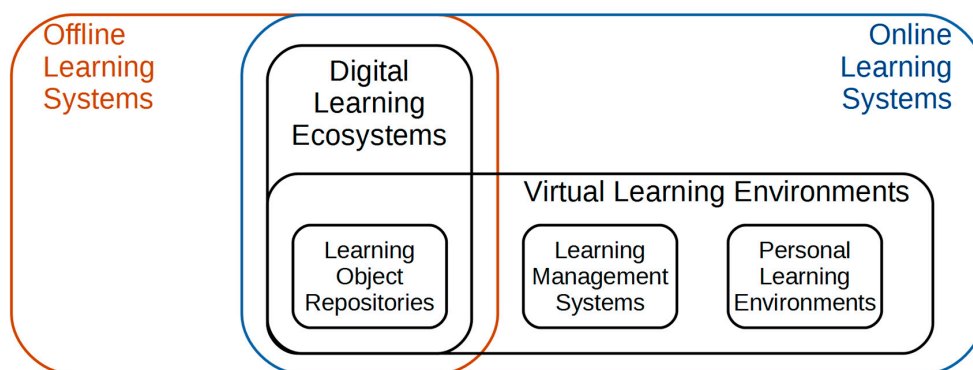 Offline
Learning
Systems
Digital
Learning
Ecosystems
Online
Learning
Systems
Virtual Learning Environments
Learning
Object
Repositories
Learning
Management
Systems
Personal
Learning
Environments